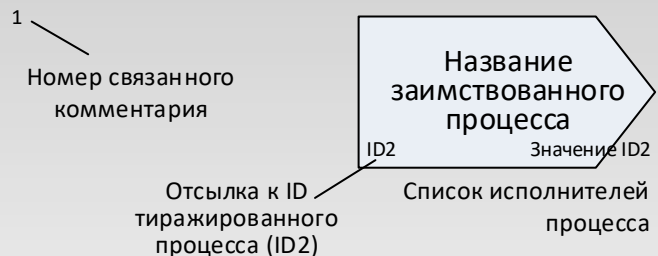 1
Номер связанного
комментария
Название
заимствованного
процесса
ID2
Значение ID2
Отсылка к ID
тиражированного
процесса (ID2)
Список исполнителей
процесса